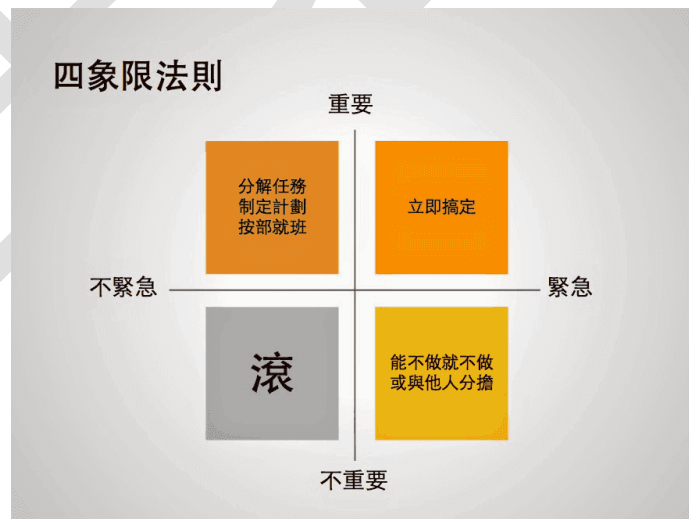 四象限法則
重要
分解任務
制定計劃
按部就班
立即搞定
不緊急
緊急
滾
能不做就不做
或與他人分擔
不重要